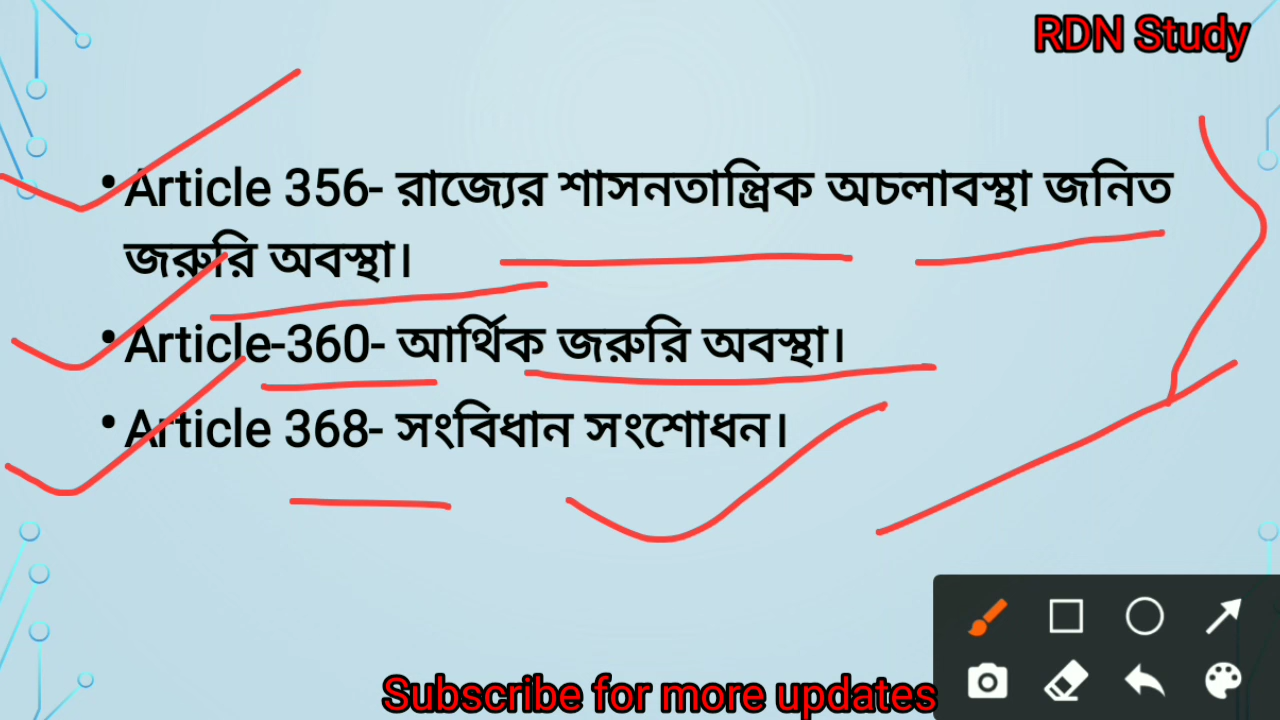 RDN Study
• Article 356- রাজ্যের শাসনতান্ত্রিক অচলাবস্থা জনিত
জরুরি অবস্থা।
• Article-360- আর্থিক জরুরি অবস্থা।
• Article 368- সংবিধান সংশোধন।
Subscribe for more updates